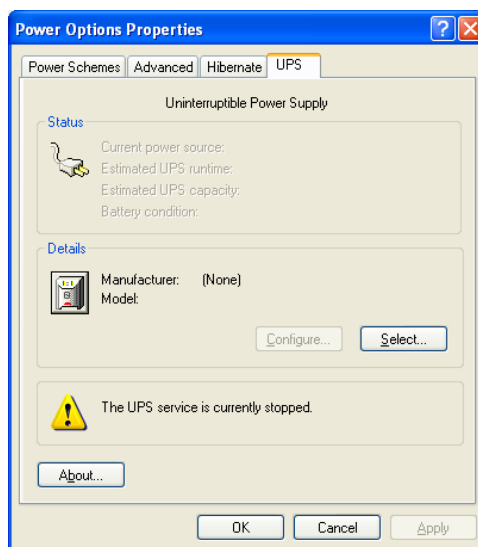 Power Options Properties
Power Schemes Advanced Hibernate UPS
Uninterruptible Power Supply
Status
Current power source:
Estimated UPS runtime:
Estimated UPS capacity:
Battery condition:
Details
Manufacturer: (None)
Model:
Configure... Select...
The UPS service is currently stopped.
About...
OK Cancel Apply